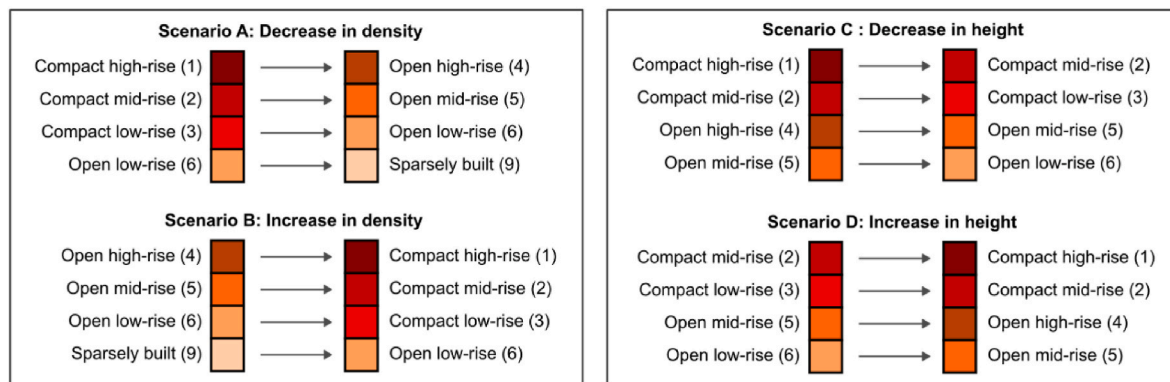 Scenario A: Decrease in density
Compact high-rise (1) Open high-rise (4)
Compact mid-rise (2) Open mid-rise (5)
Compact low-rise (3) Open low-rise (6)
Open low-rise (6) Sparsely built (9)
Scenario B: Increase in density
Open high-rise (4) Compact high-rise (1)
Open mid-rise (5) Compact mid-rise (2)
Open low-rise (6) Compact low-rise (3)
Sparsely built (9) Open low-rise (6)
Scenario C : Decrease in height
Compact high-rise (1) Compact mid-rise (2)
Compact mid-rise (2) Compact low-rise (3)
Open high-rise (4) Open mid-rise (5)
Open mid-rise (5) Open low-rise (6)
Scenario D: Increase in height
Compact mid-rise (2) Compact high-rise (1)
Compact low-rise (3) Compact mid-rise (2)
Open mid-rise (5) Open high-rise (4)
Open low-rise (6) Open mid-rise (5)